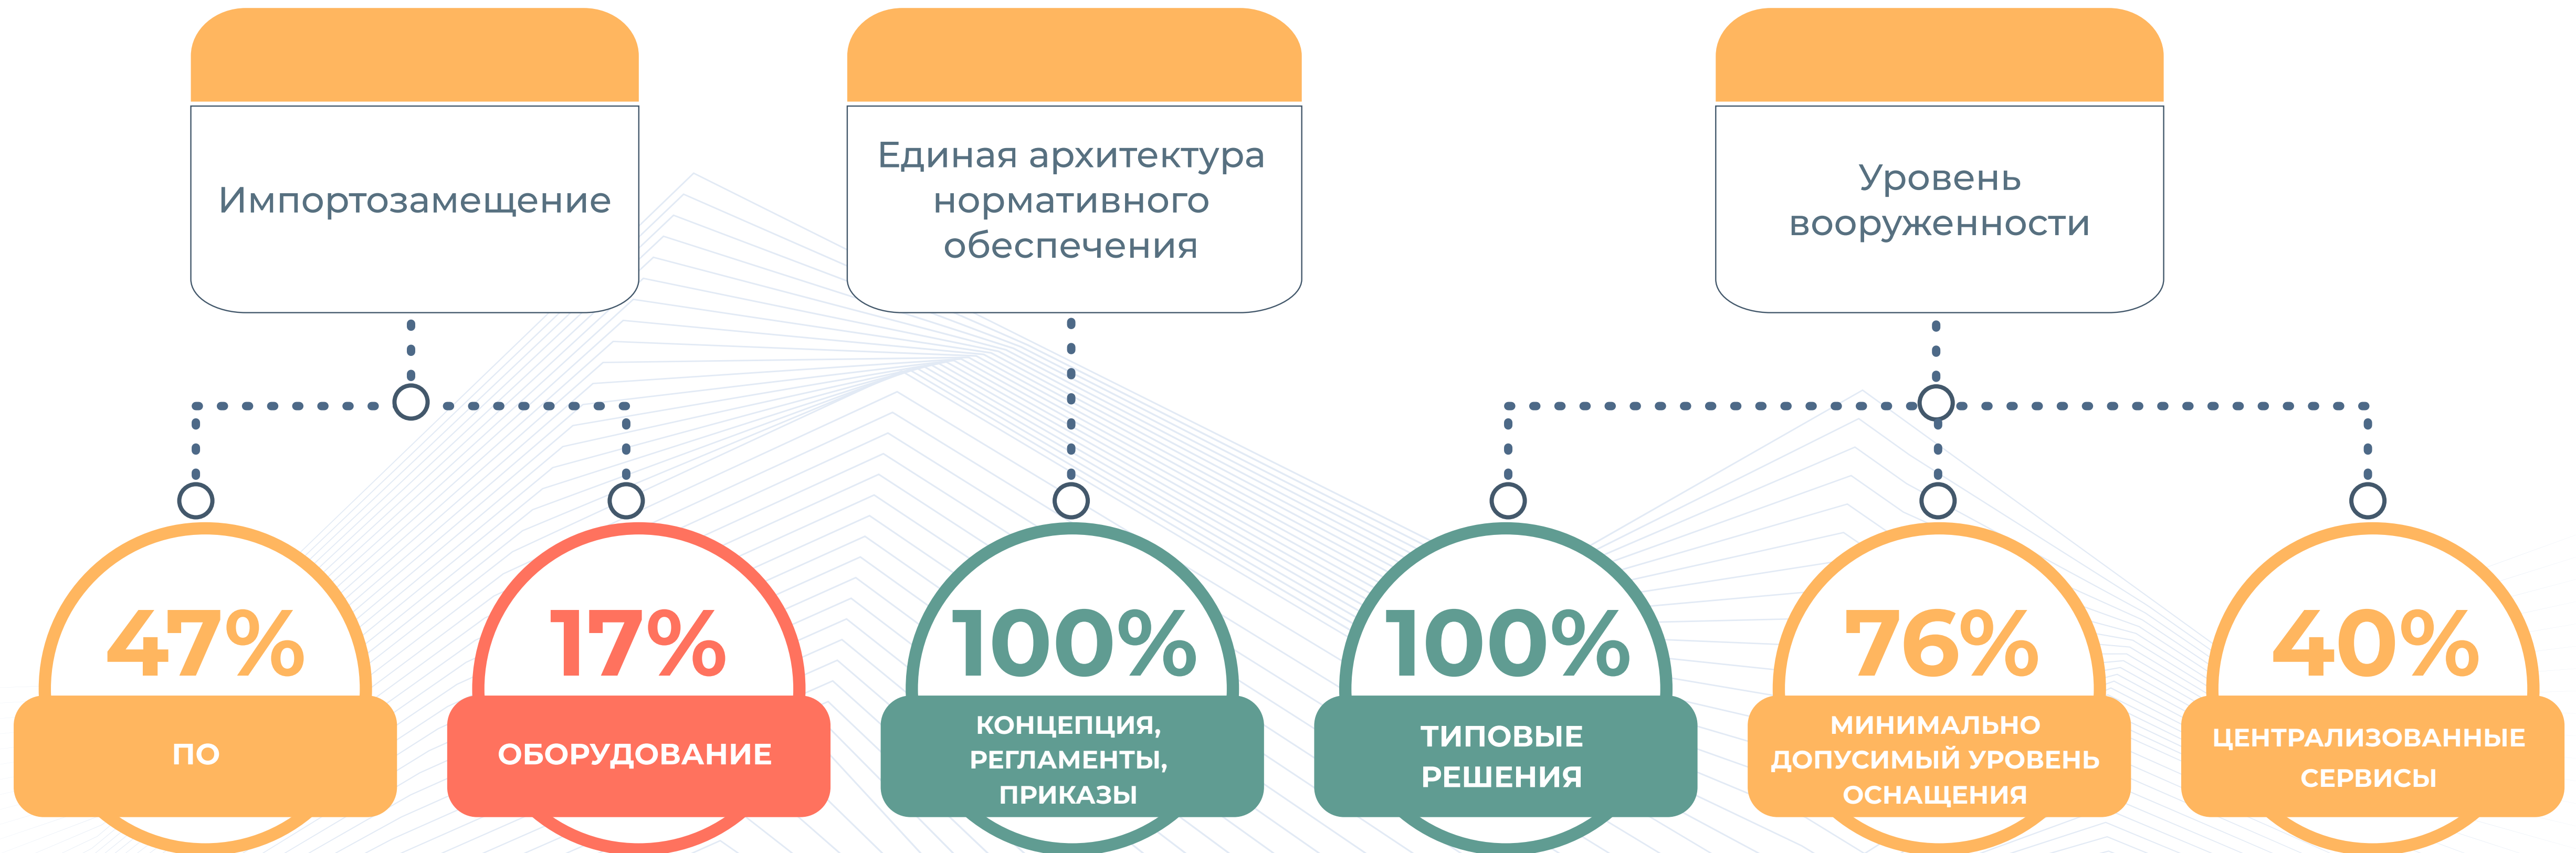 Импортозамещение
Единая архитектура
нормативного
обеспечения
Уровень
вооруженности
47%
ПО
17%
ОБОРУДОВАНИЕ
100%
КОНЦЕПЦИЯ,
РЕГЛАМЕНТЫ,
ПРИКАЗЫ
100%
ТИПОВЫЕ
РЕШЕНИЯ
76%
МИНИМАЛЬНО
ДОПУСИМЫЙ УРОВЕНЬ
ОСНАЩЕНИЯ
40%
ЦЕНТРАЛИЗОВАННЫЕ
СЕРВИСЫ